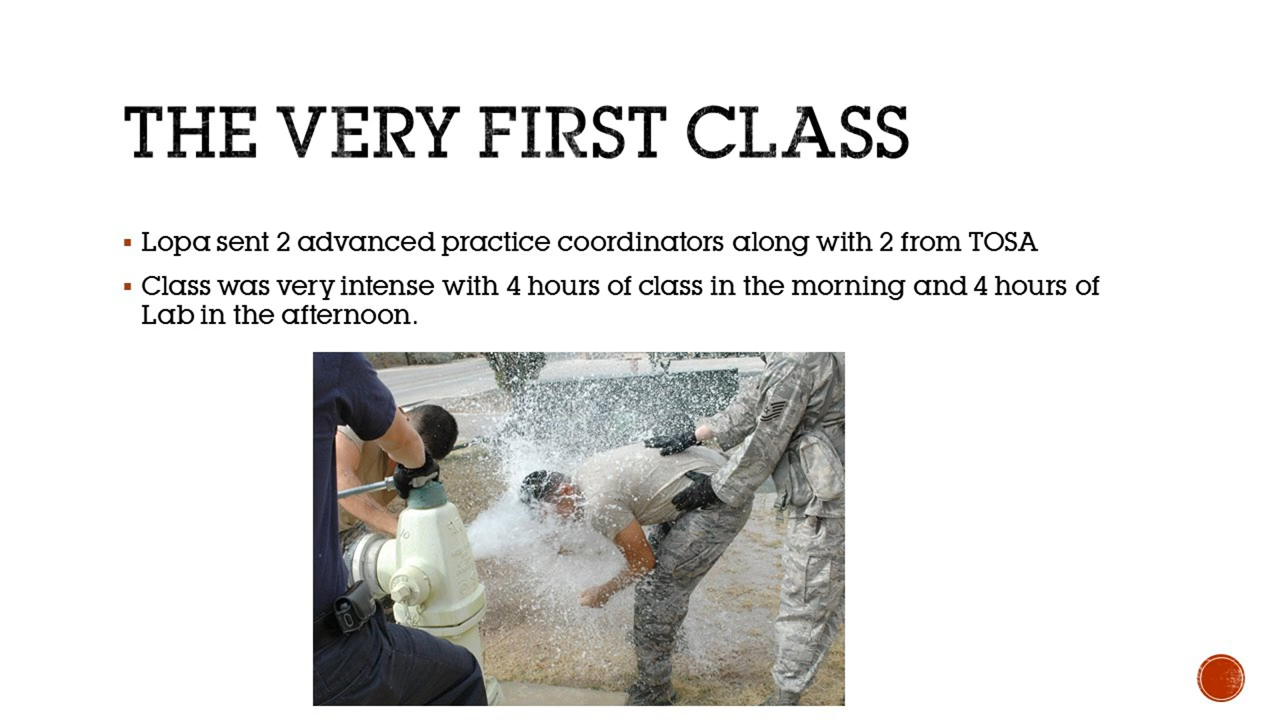 THE VERY FIRST CLASS
Lopa sent 2 advanced practice coordinators along with 2 from TOSA
Class was very intense with 4 hours of class in the morning and 4 hours of
Lab in the afternoon.